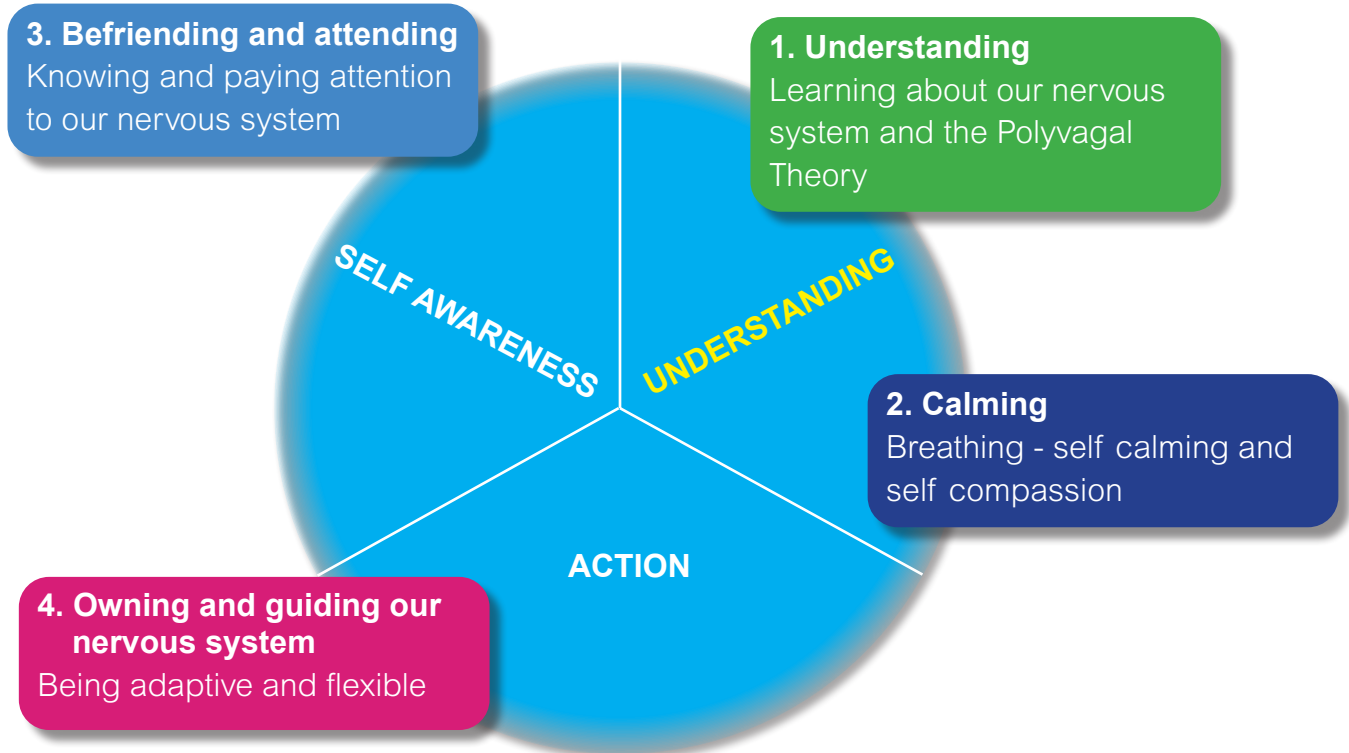 3. Befriending and attending
Knowing and paying attention
to our nervous system
1. Understanding
Learning about our nervous
system and the Polyvagal
Theory
SELF AWARENESS
UNDERSTANDING
2. Calming
Breathing - self calming and
self compassion
ACTION
4. Owning and guiding our
nervous system
Being adaptive and flexible